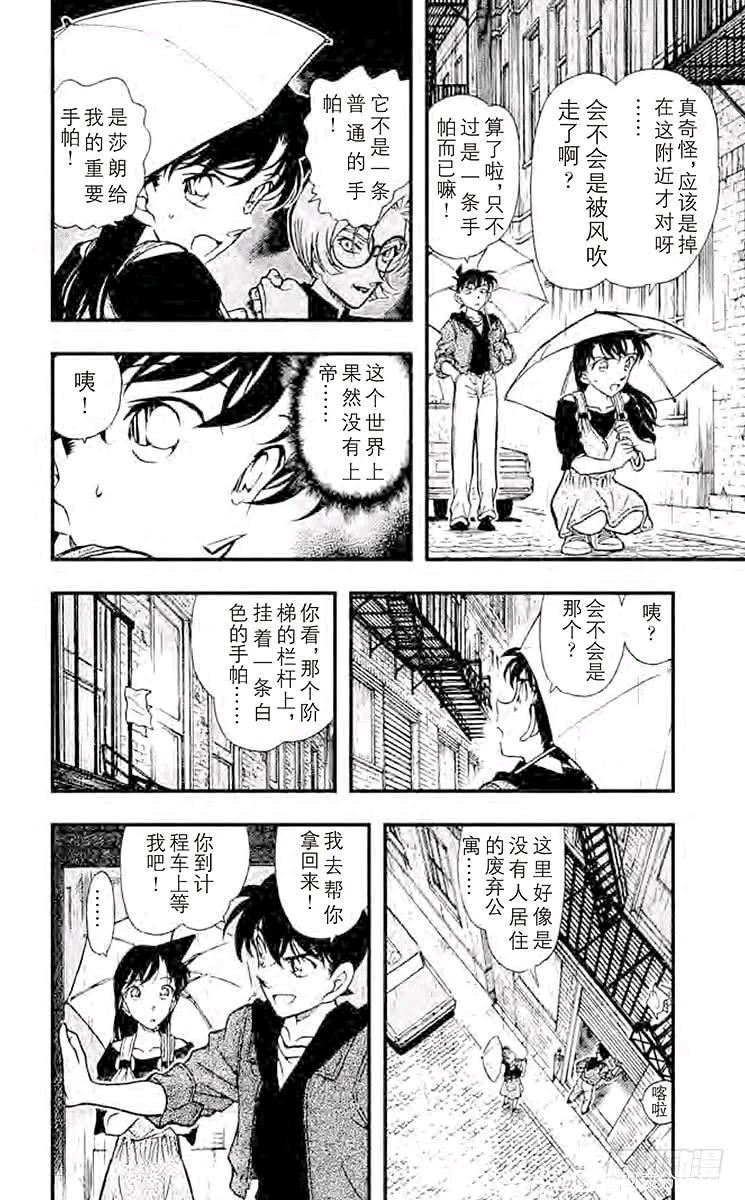 真奇怪,应该是掉
在这附近才对呀
……
会不会是被风吹
走了啊?
算了啦,只不
过是一条手
帕而已嘛!
它不是一条
普通的手
帕!
是莎朗给
我的重要
手帕!
这个世界上
果然没有上
帝……
咦!
咦?
会不会是
那个?
你看,那个阶
梯的栏杆上,
挂着一条白
色的手帕……
这里好像是
没有人居住
的废弃公
寓……
喀啦
我去帮你
拿回来!
你到计
程车上等
我吧!
……